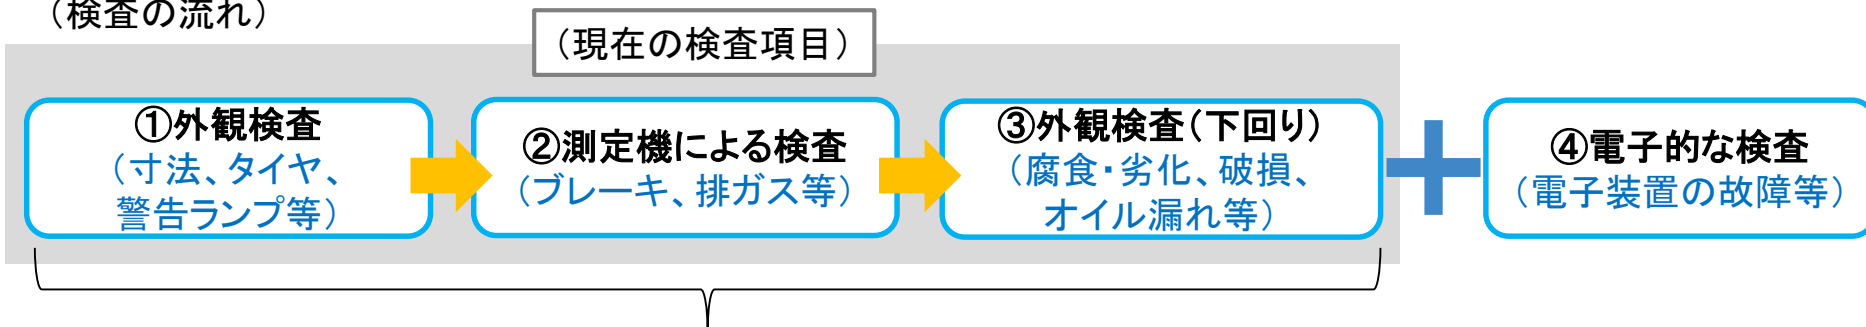 （検査の流れ）
（現在の検査項目）
①外観検査
（寸法、タイヤ、
警告ランプ等）
②測定機による検査
（ブレーキ、排ガス等）
③外観検査（下回り）
（腐食・劣化、破損、
オイル漏れ等）
④電子的な検査
（電子装置の故障等）